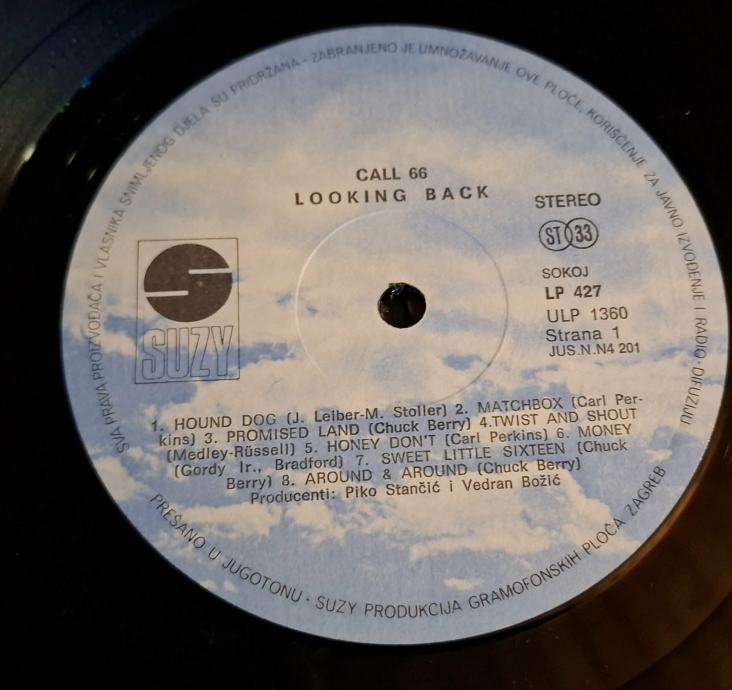 SVA PRAVA PROIZVOĐAČA I VLASNIKA SNIMLJENOG DJELA SU PRIDRŽANA · ZABRANJENO JE UMNOŽAVANJE OVE PLOČE, KORIŠĆENJE ZA JAVNO IZVOĐENJE I RADIO-DIFUZIJU
CALL 66
LOOKING BACK
STEREO
ST 33
SOKOJ
LP 427
ULP 1360
Strana 1
JUS.N.N4 201
SUZY
1. HOUND DOG (J. Leiber-M. Stoller) 2. MATCHBOX (Carl Per-
kins) 3. PROMISED LAND (Chuck Berry) 4.TWIST AND SHOUT
(Medley-Rüssell) 5. HONEY DON'T (Carl Perkins) 6. MONEY
(Gordy Ir., Bradford) 7. SWEET LITTLE SIXTEEN (Chuck
Berry) 8. AROUND & AROUND (Chuck Berry)
Producenti: Piko Stančić i Vedran Božić
PREŠANO U JUGOTONU · SUZY PRODUKCIJA GRAMOFONSKIH PLOČA ZAGREB